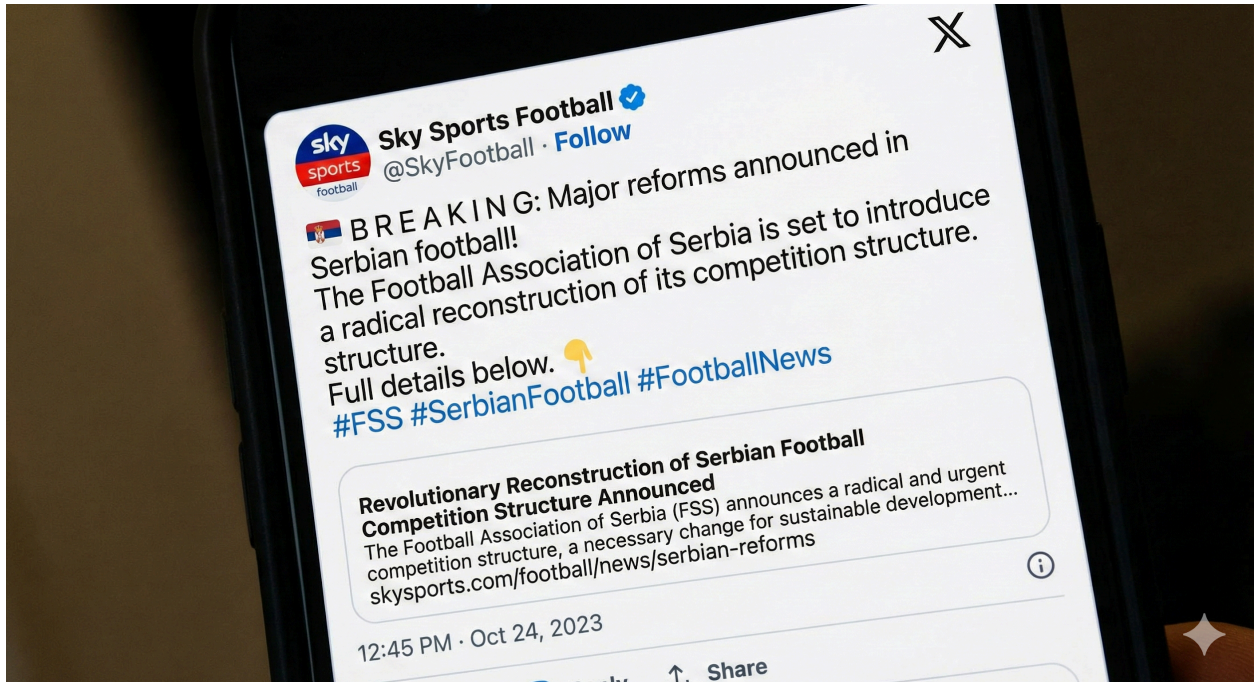 X
sky
sports
football
Sky Sports Football
@SkyFootball · Follow
🇷🇸 B R E A K I N G: Major reforms announced in
Serbian football!
The Football Association of Serbia is set to introduce
a radical reconstruction of its competition structure.
structure.
Full details below. 👇
#FSS #SerbianFootball #FootballNews
Revolutionary Reconstruction of Serbian Football
Competition Structure Announced
The Football Association of Serbia (FSS) announces a radical and urgent
competition structure, a necessary change for sustainable development...
skysports.com/football/news/serbian-reforms
12:45 PM · Oct 24, 2023
Share